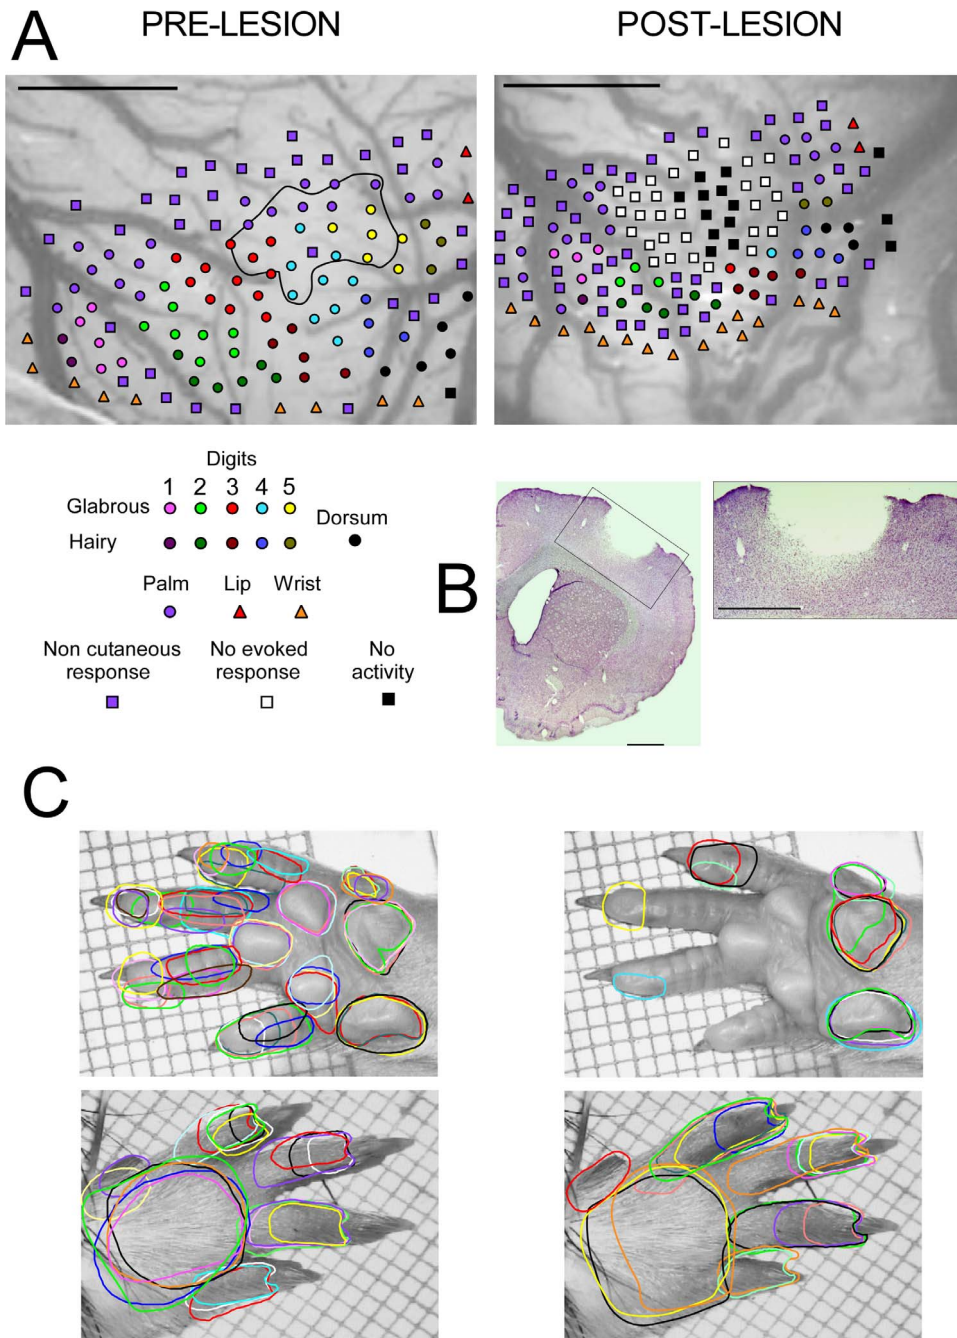 A
PRE-LESION
POST-LESION
Digits
1 2 3 4 5
Glabrous
Hairy
Dorsum
Palm Lip Wrist
Non cutaneous response
No evoked response
No activity
B
C